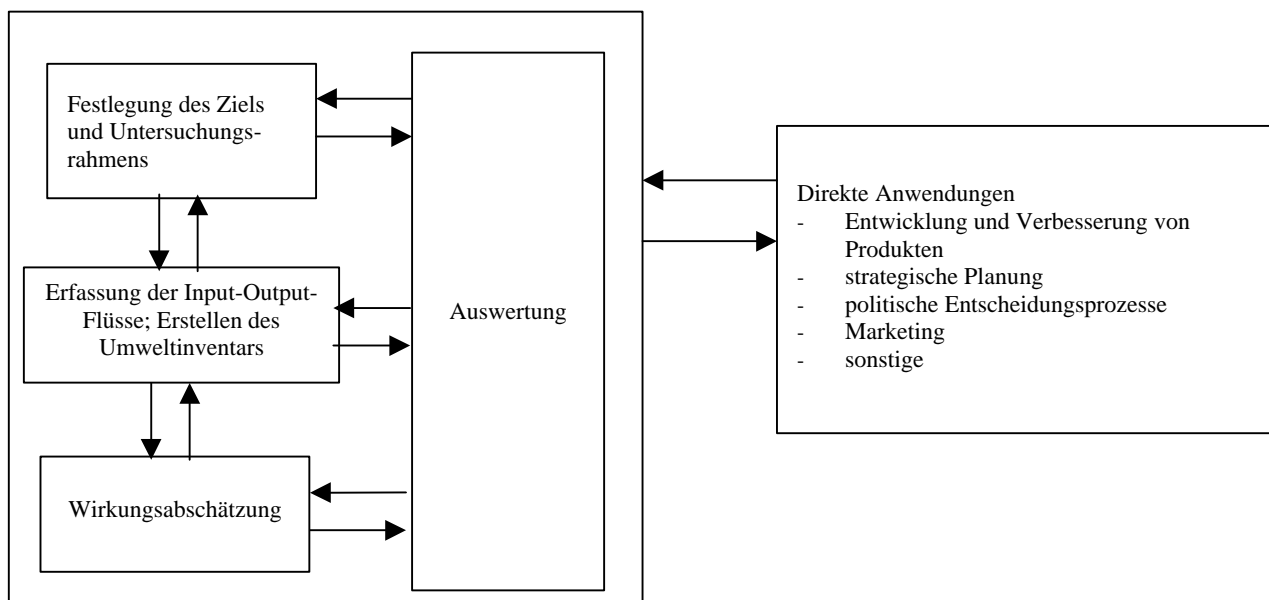 Festlegung des Ziels
und Untersuchungs-
rahmens
Erfassung der Input-Output-
Flüsse; Erstellen des
Umweltinventars
Wirkungsabschätzung
Auswertung
Direkte Anwendungen
- Entwicklung und Verbesserung von
Produkten
- strategische Planung
- politische Entscheidungsprozesse
- Marketing
- sonstige